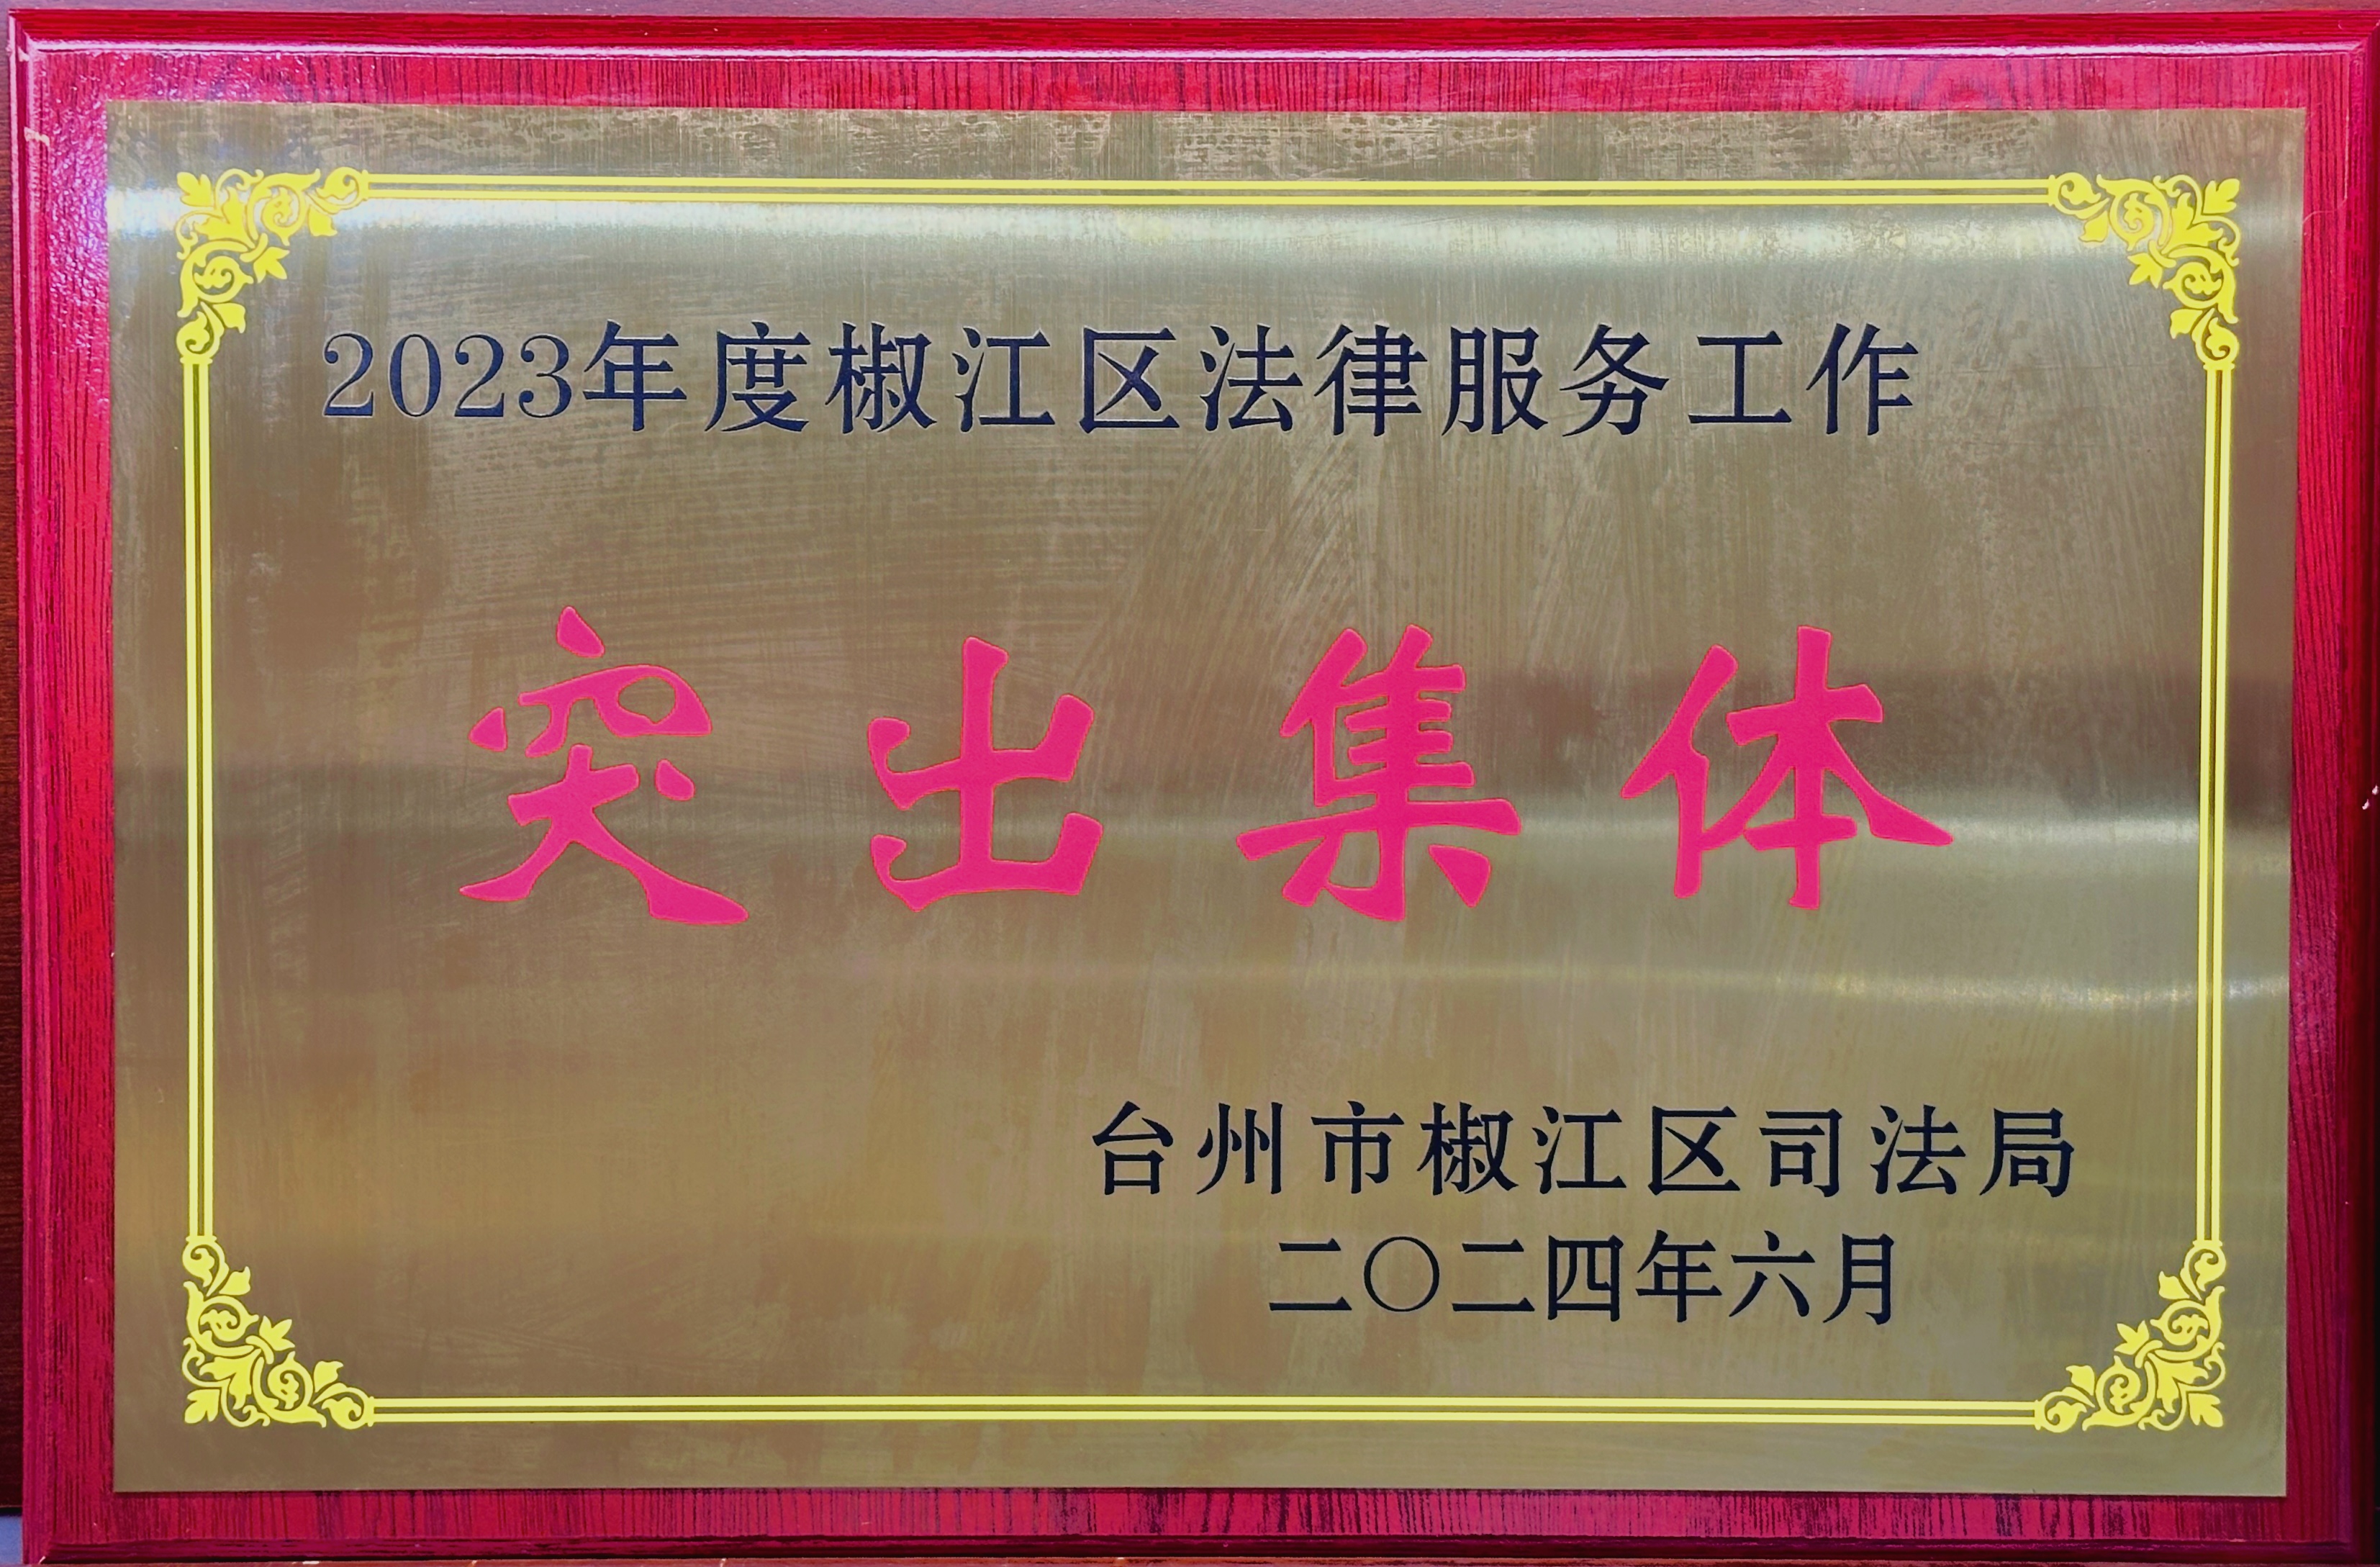 2023年度椒江区法律服务工作
突出集体
台州市椒江区司法局
二〇二四年六月